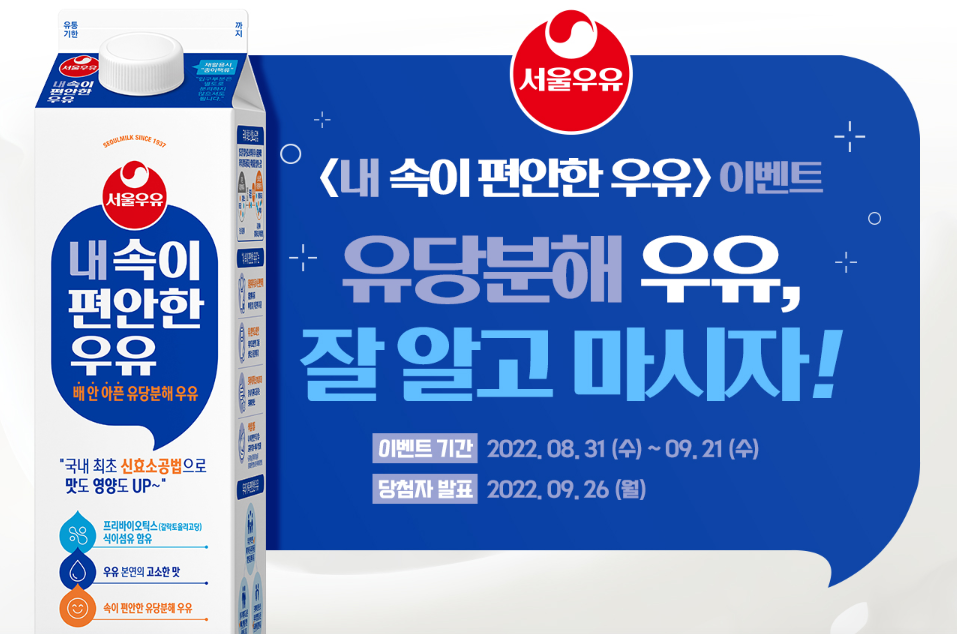 유통
기한
까
지
서울우유
내 속이
편안한
우유
SEOULMILK SINCE 1937
서울우유
내 속이
편안한
우유
배 안 아픈 유당분해 우유
"국내 최초 신효소공법으로
맛도 영양도 UP~"
프리바이오틱스(갈락토올리고당)
식이섬유 함유
우유 본연의 고소한 맛
속이 편안한 유당분해 우유
서울우유
〈내 속이 편안한 우유〉 이벤트
유당분해 우유,
잘 알고 마시자!
이벤트 기간 2022. 08. 31 (수) ~ 09. 21 (수)
당첨자 발표 2022. 09. 26 (월)